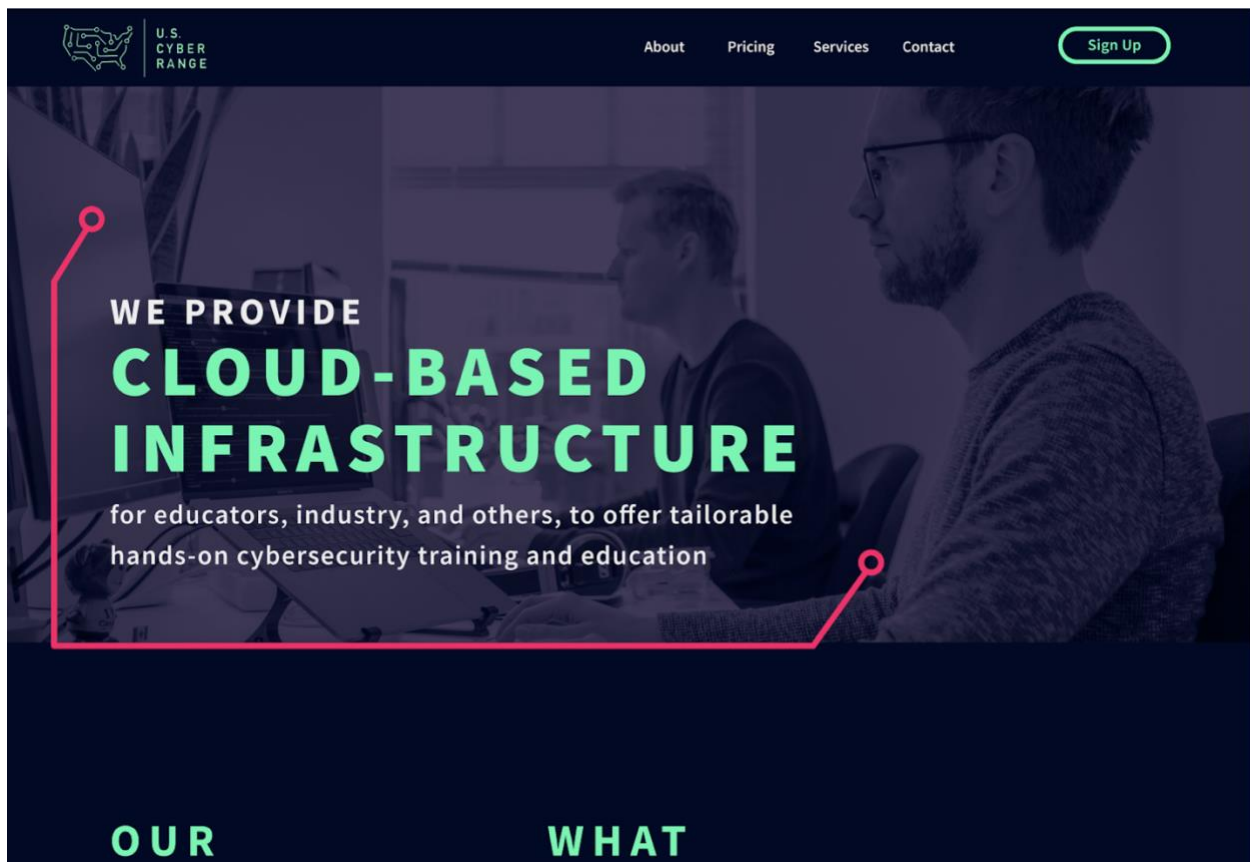 U.S.
CYBER
RANGE
About Pricing Services Contact Sign Up
WE PROVIDE
CLOUD-BASED
INFRASTRUCTURE
for educators, industry, and others, to offer tailorable
hands-on cybersecurity training and education
OUR WHAT